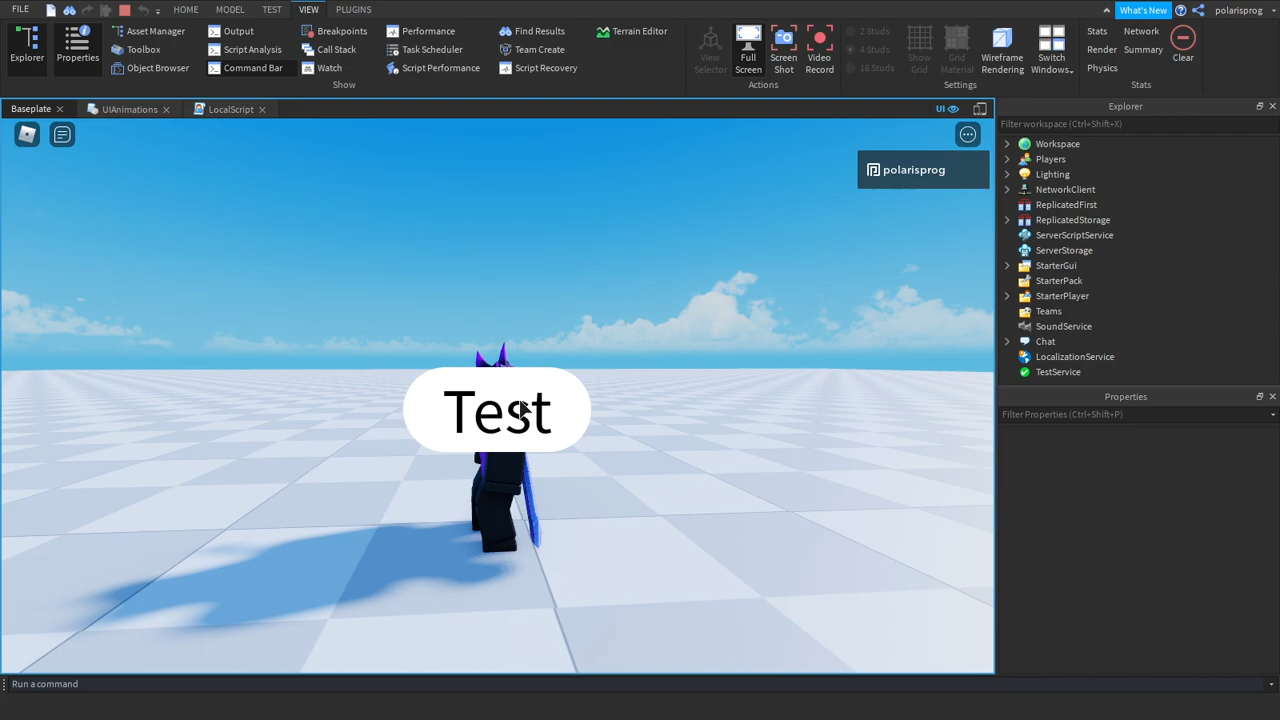 FILE HOME MODEL TEST VIEW PLUGINS What's New polarisprog
Explorer
Properties
Asset Manager
Toolbox
Object Browser
Output
Script Analysis
Command Bar
Breakpoints
Call Stack
Watch
Performance
Task Scheduler
Script Performance
Find Results
Team Create
Script Recovery
Terrain Editor
Show
View
Selector
Full
Screen
Screen
Shot
Video
Record
Actions
2 Studs
4 Studs
16 Studs
Show
Grid
Grid
Material
Wireframe
Rendering
Switch
Windows...
Settings
Stats
Render
Physics
Network
Summary
Clear
Stats
Baseplate UIAnimations LocalScript UI
polarisprog
Test
Run a command
Explorer
Filter workspace (Ctrl+Shift+X)
Workspace
Players
Lighting
NetworkClient
ReplicatedFirst
ReplicatedStorage
ServerScriptService
ServerStorage
StarterGui
StarterPack
StarterPlayer
Teams
SoundService
Chat
LocalizationService
TestService
Properties
Filter Properties (Ctrl+Shift+P)